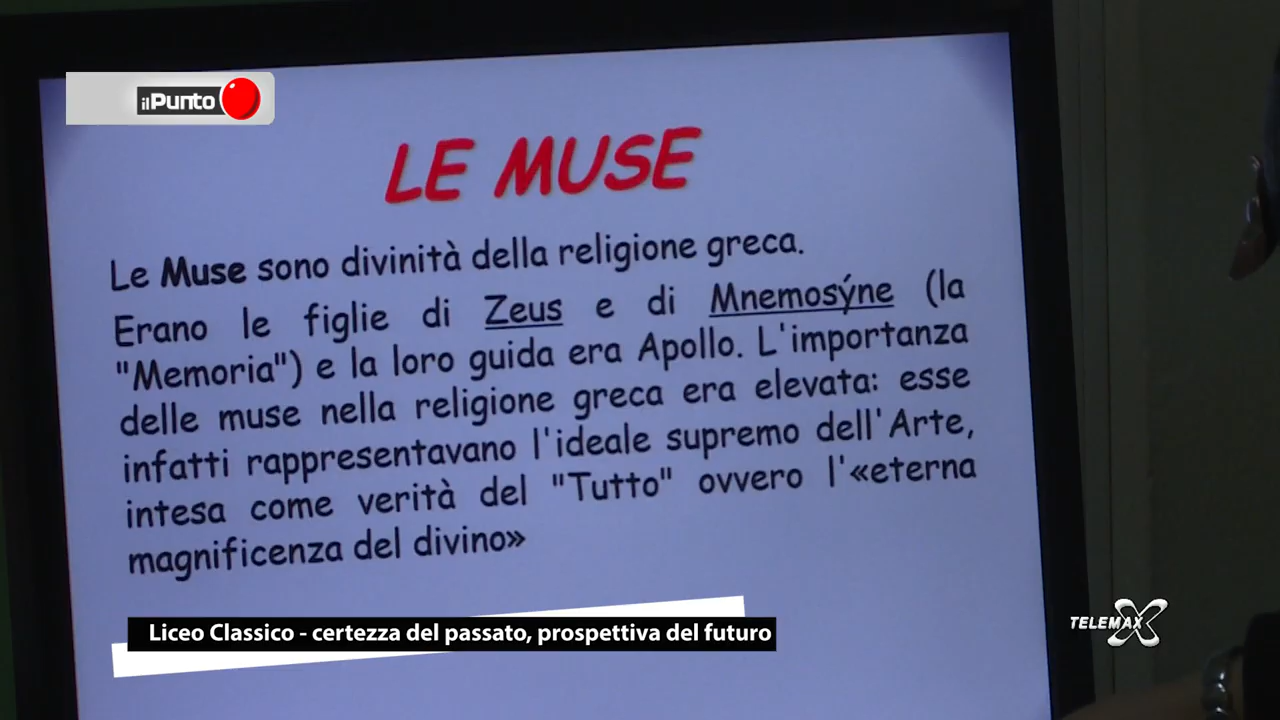 ilPunto
LE MUSE
Le Muse sono divinità della religione greca.
Erano le figlie di Zeus e di Mnemosýne (la
"Memoria") e la loro guida era Apollo. L'importanza
delle muse nella religione greca era elevata: esse
infatti rappresentavano l'ideale supremo dell'Arte,
intesa come verità del "Tutto" ovvero l'«eterna
magnificenza del divino»
Liceo Classico - certezza del passato, prospettiva del futuro
TELEMAX